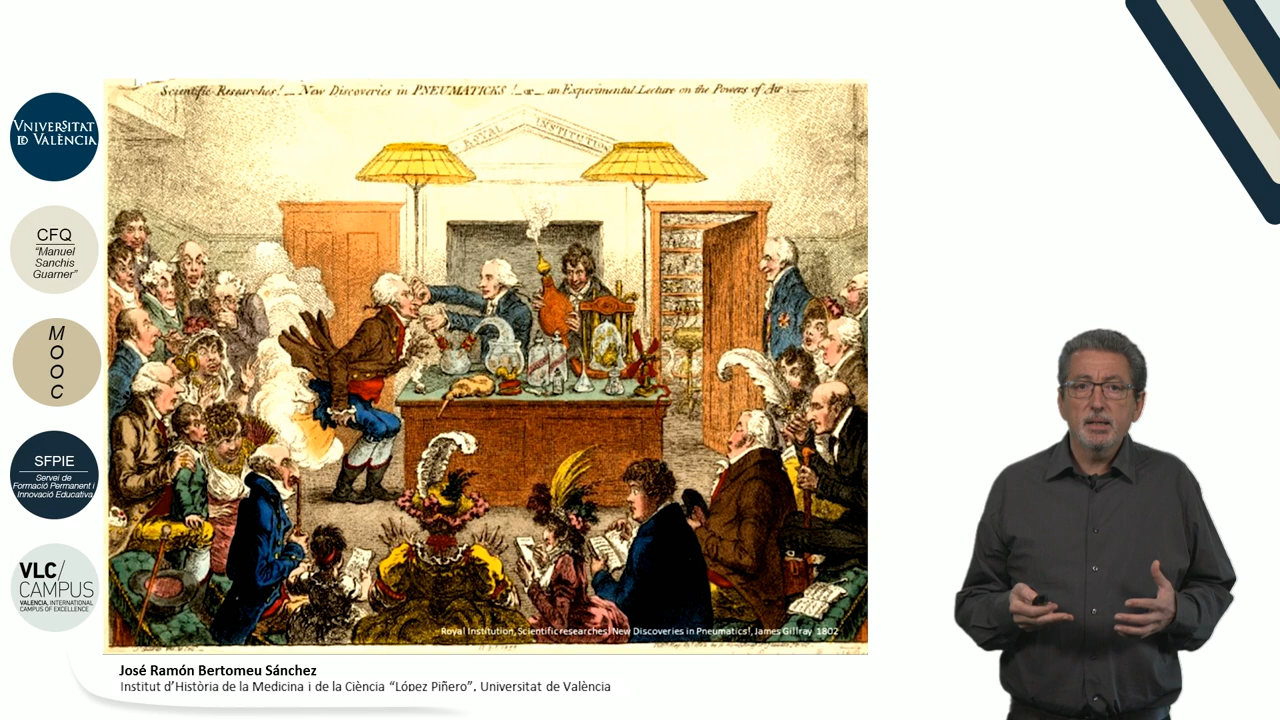 Scientific Researches! _ New Discoveries in PNEUMATICKS! _ or _ an Experimental Lecture on the Powers of Air _
ROYAL INSTITUTION
VNIVERSITAT
ID VALÈNCIA
CFQ
"Manuel
Sanchis
Guarner"
M
O
O
C
SFPIE
Servei de
Formació Permanent i
Innovació Educativa
VLC/
CAMPUS
VALENCIA, INTERNATIONAL
CAMPUS OF EXCELLENCE
Royal Institution, Scientific researches, New Discoveries in Pneumatics!, James Gillray 1802
José Ramón Bertomeu Sánchez
Institut d'Història de la Medicina i de la Ciència "López Piñero". Universitat de València